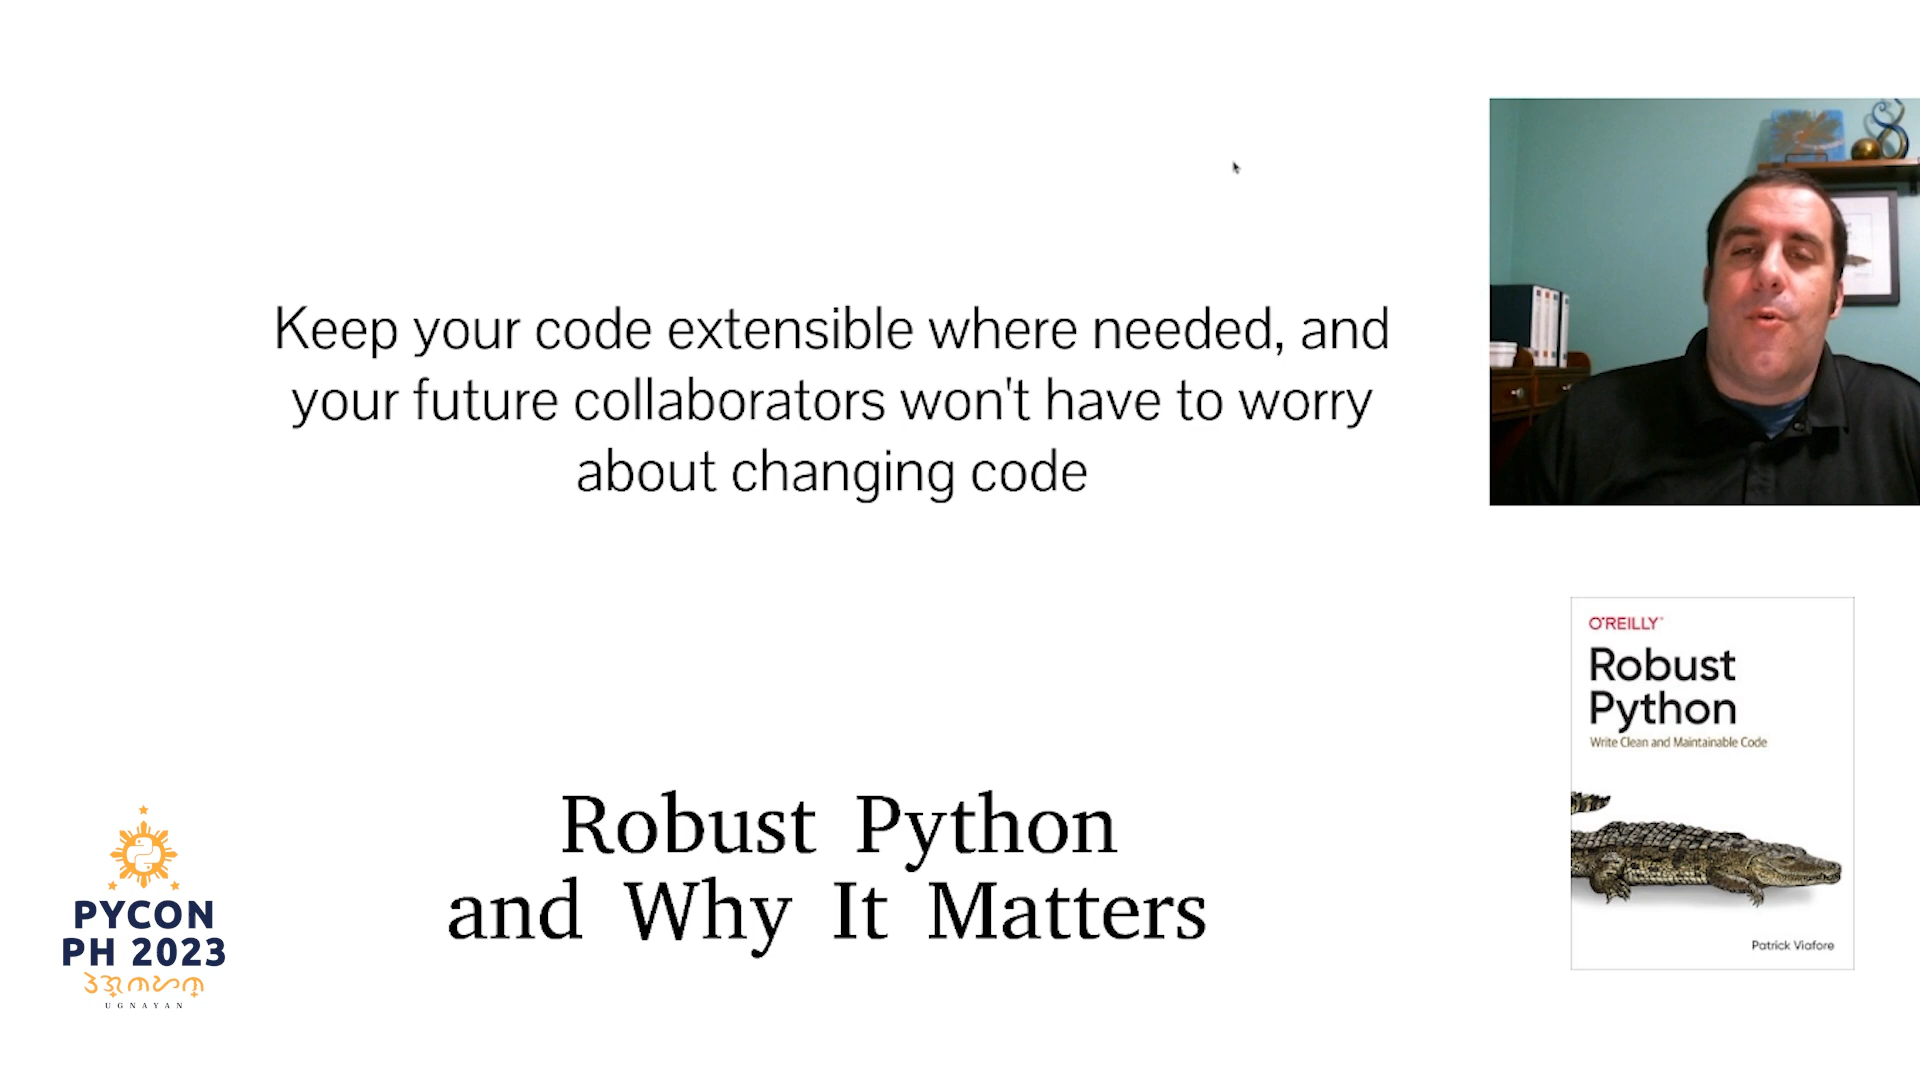 Keep your code extensible where needed, and
your future collaborators won't have to worry
about changing code
O'REILLY
Robust
Python
Write Clean and Maintainable Code
Patrick Viafore
Robust Python
and Why It Matters
PYCON
PH 2023
UGNAYAN